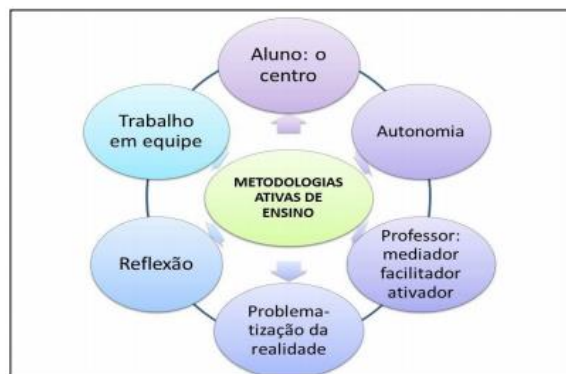 Aluno: o
centro
Autonomia
Professor:
mediador
facilitador
ativador
Problema-
tização da
realidade
Reflexão
Trabalho
em equipe
METODOLOGIAS
ATIVAS DE
ENSINO